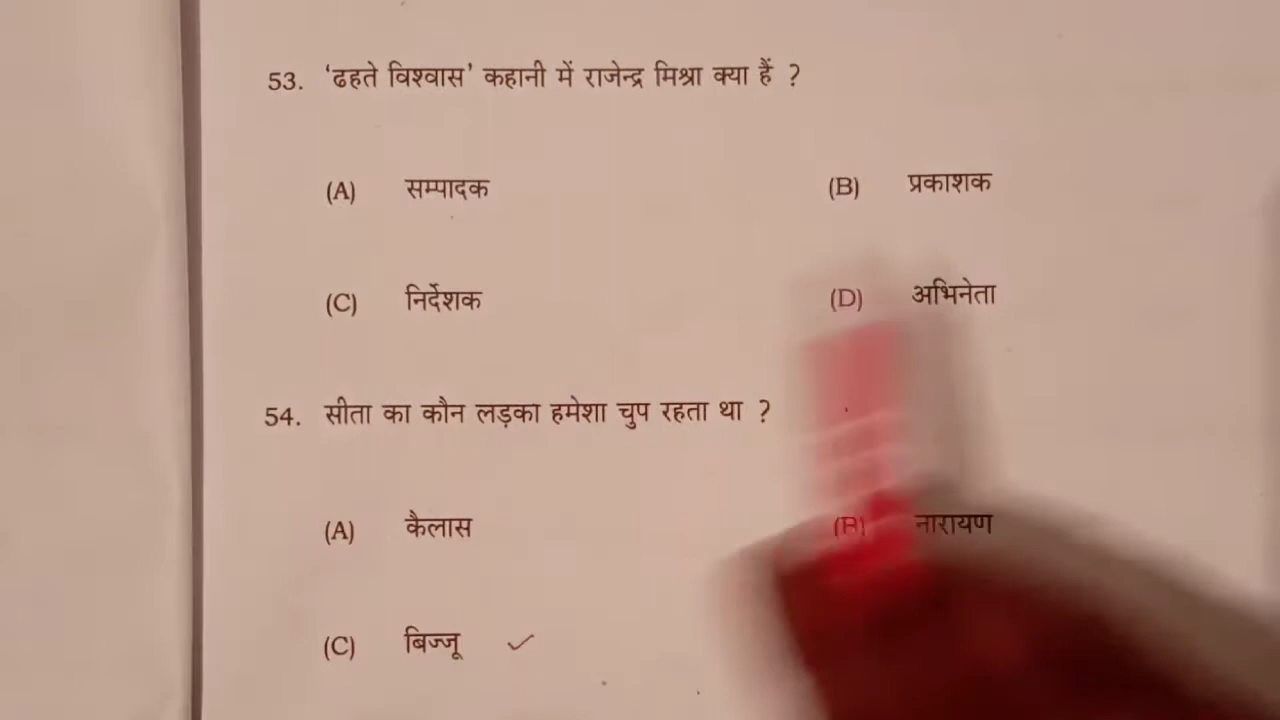 53. 'ढहते विश्वास' कहानी में राजेन्द्र मिश्रा क्या हैं ?
(A) सम्पादक (B) प्रकाशक
(C) निर्देशक (D) अभिनेता
54. सीता का कौन लड़का हमेशा चुप रहता था ?
(A) कैलास (B) नारायण
(C) बिज्जू ✓